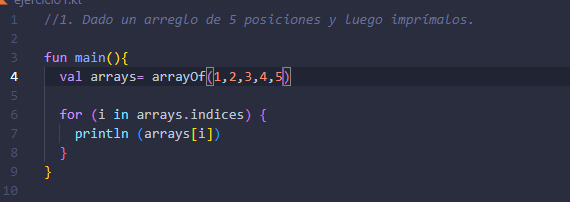 ejercicio1.kt
1 //1. Dado un arreglo de 5 posiciones y luego imprímalos.
2
3 fun main(){
4 val arrays= arrayOf(1,2,3,4,5)
5
6 for (i in arrays.indices) {
7 println (arrays[i])
8 }
9 }
10